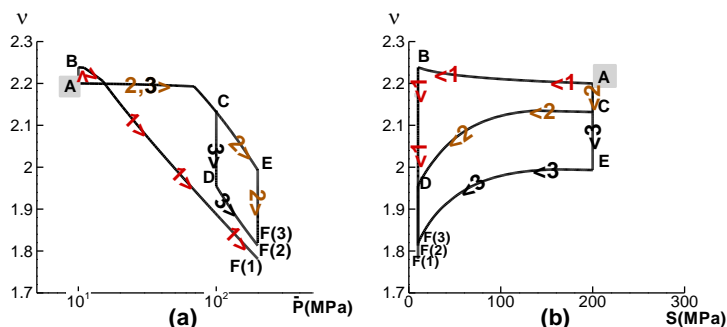 ν
2.3
2.2
2.1
2
1.9
1.8
1.7
B
A
1
2,3
C
2
E
3
D
3
2
1
1
1
F(3)
F(2)
F(1)
10¹
10²
P̄(MPa)
(a)
ν
2.3
2.2
2.1
2
1.9
1.8
1.7
B
1
1
A
2
C
1
2
2
3
1
E
D
3
3
F(3)
F(2)
F(1)
0
100
200
300
S(MPa)
(b)